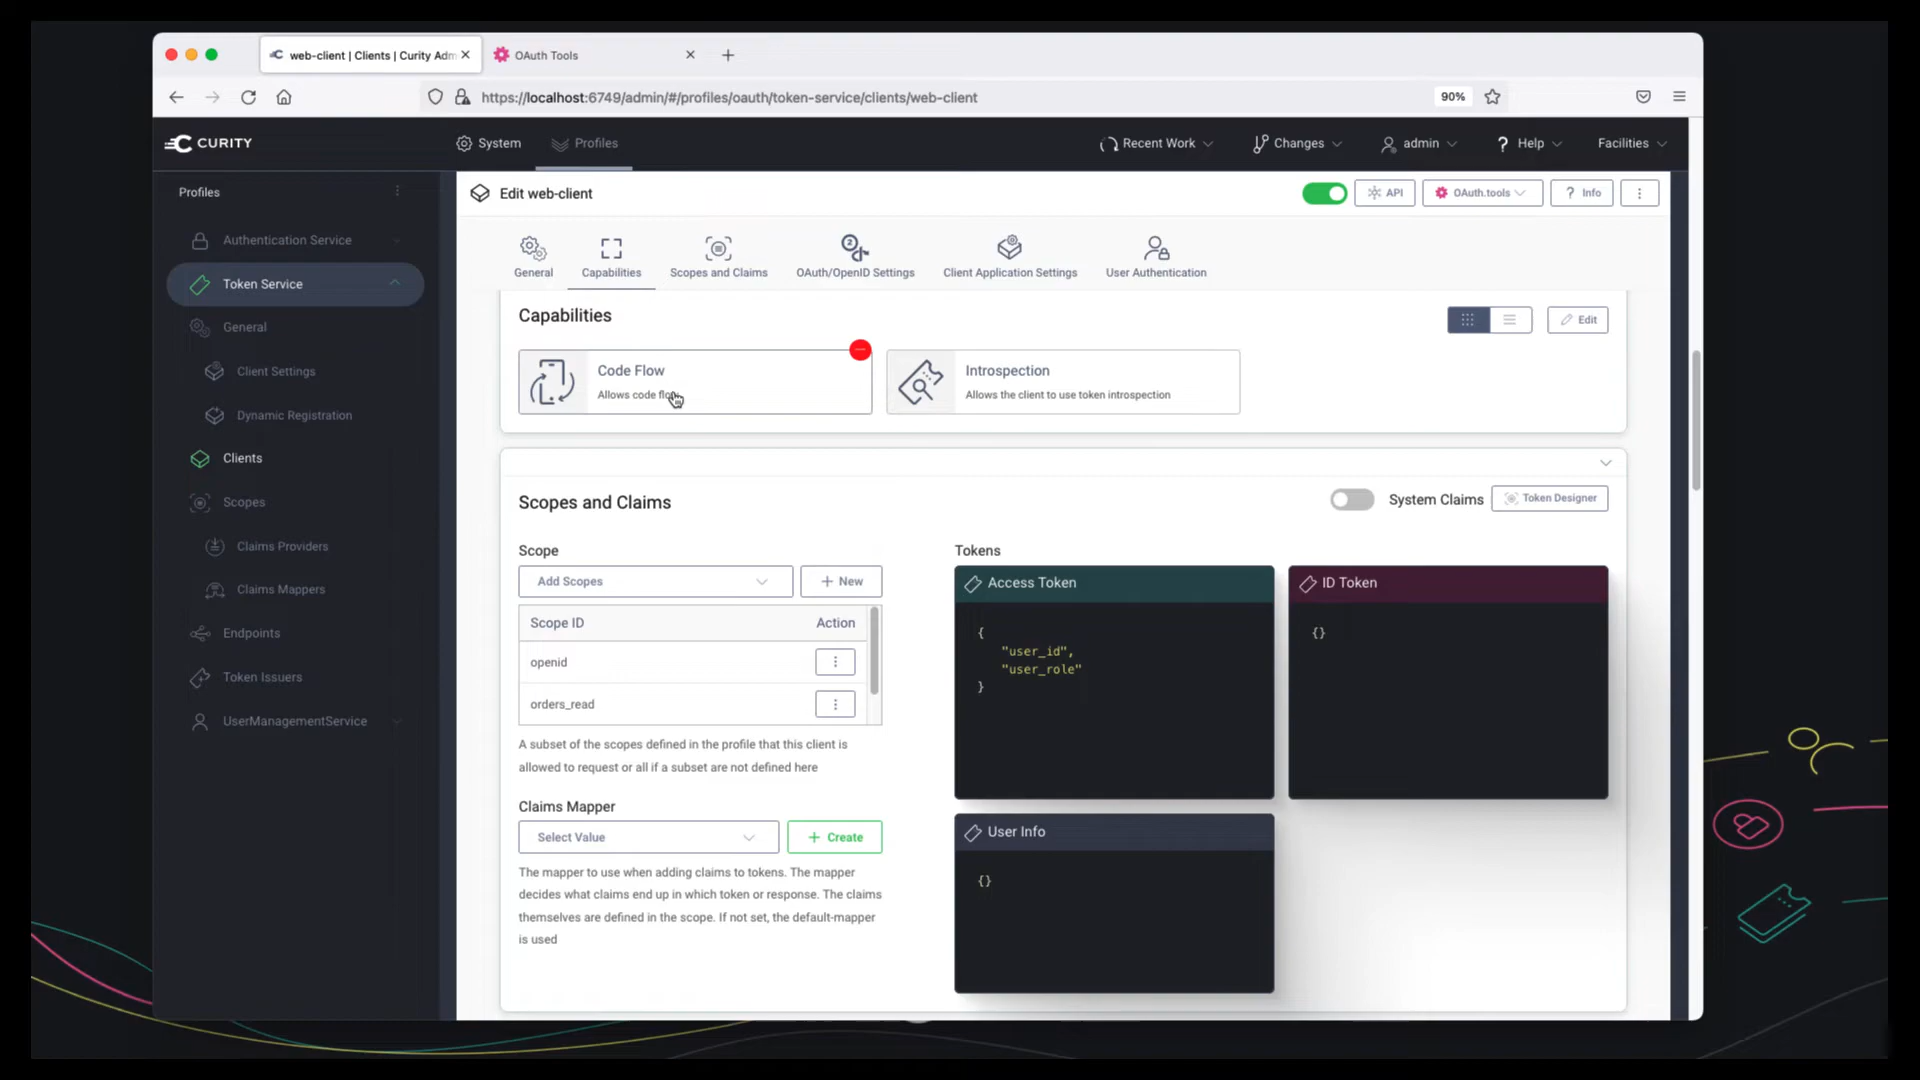 web-client | Clients | Curity Adm
OAuth Tools
https://localhost:6749/admin/#/profiles/oauth/token-service/clients/web-client
90%
CURITY
System
Profiles
Recent Work
Changes
admin
? Help
Facilities
Profiles
Authentication Service
Token Service
General
Client Settings
Dynamic Registration
Clients
Scopes
Claims Providers
Claims Mappers
Endpoints
Token Issuers
UserManagementService
Edit web-client
API
OAuth.tools
? Info
General
Capabilities
Scopes and Claims
OAuth/OpenID Settings
Client Application Settings
User Authentication
Capabilities
Edit
Code Flow
Allows code flow
Introspection
Allows the client to use token introspection
Scopes and Claims
System Claims
Token Designer
Scope
Add Scopes
+ New
Scope ID
Action
openid
orders_read
A subset of the scopes defined in the profile that this client is
allowed to request or all if a subset are not defined here
Claims Mapper
Select Value
+ Create
The mapper to use when adding claims to tokens. The mapper
decides what claims end up in which token or response. The claims
themselves are defined in the scope. If not set, the default-mapper
is used
Tokens
Access Token
{
"user_id",
"user_role"
}
ID Token
{}
User Info
{}